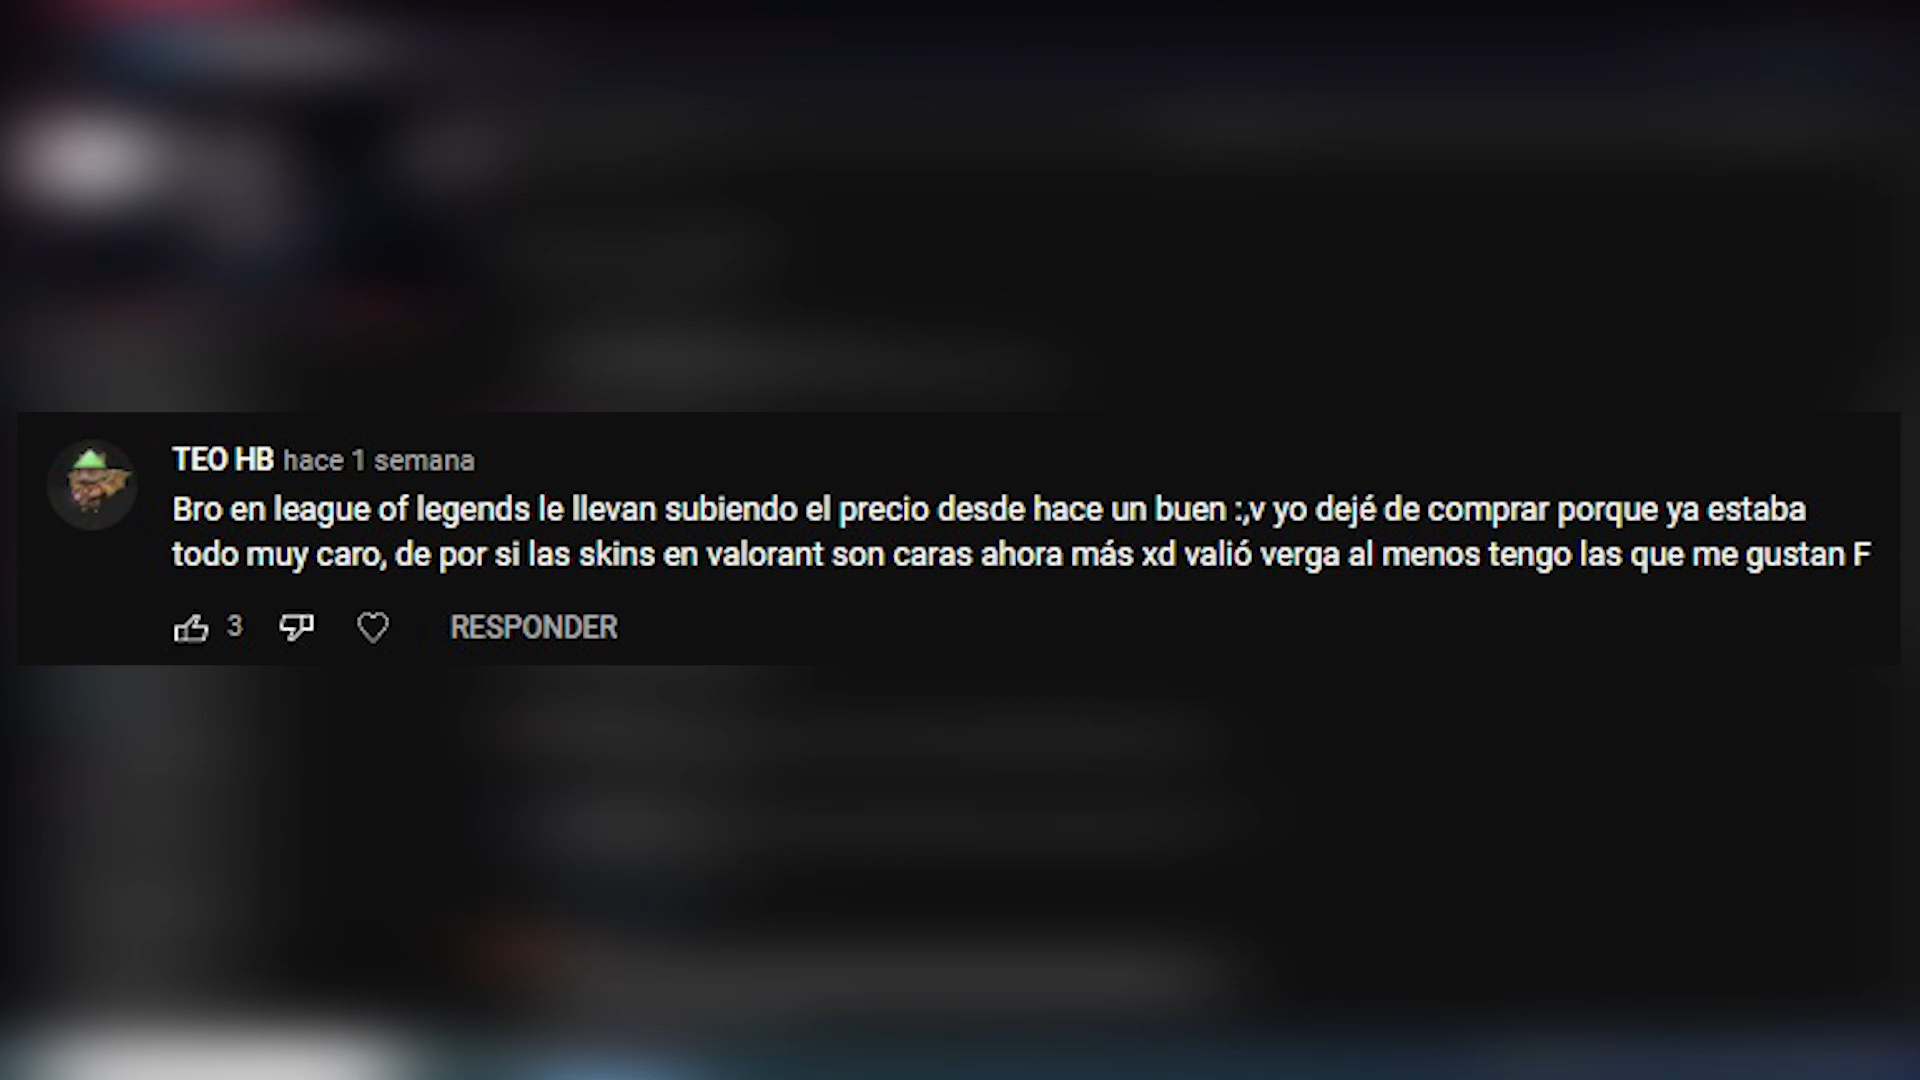 TEO HB hace 1 semana
Bro en league of legends le llevan subiendo el precio desde hace un buen :,v yo dejé de comprar porque ya estaba
todo muy caro, de por si las skins en valorant son caras ahora más xd valió verga al menos tengo las que me gustan F
3 RESPONDER